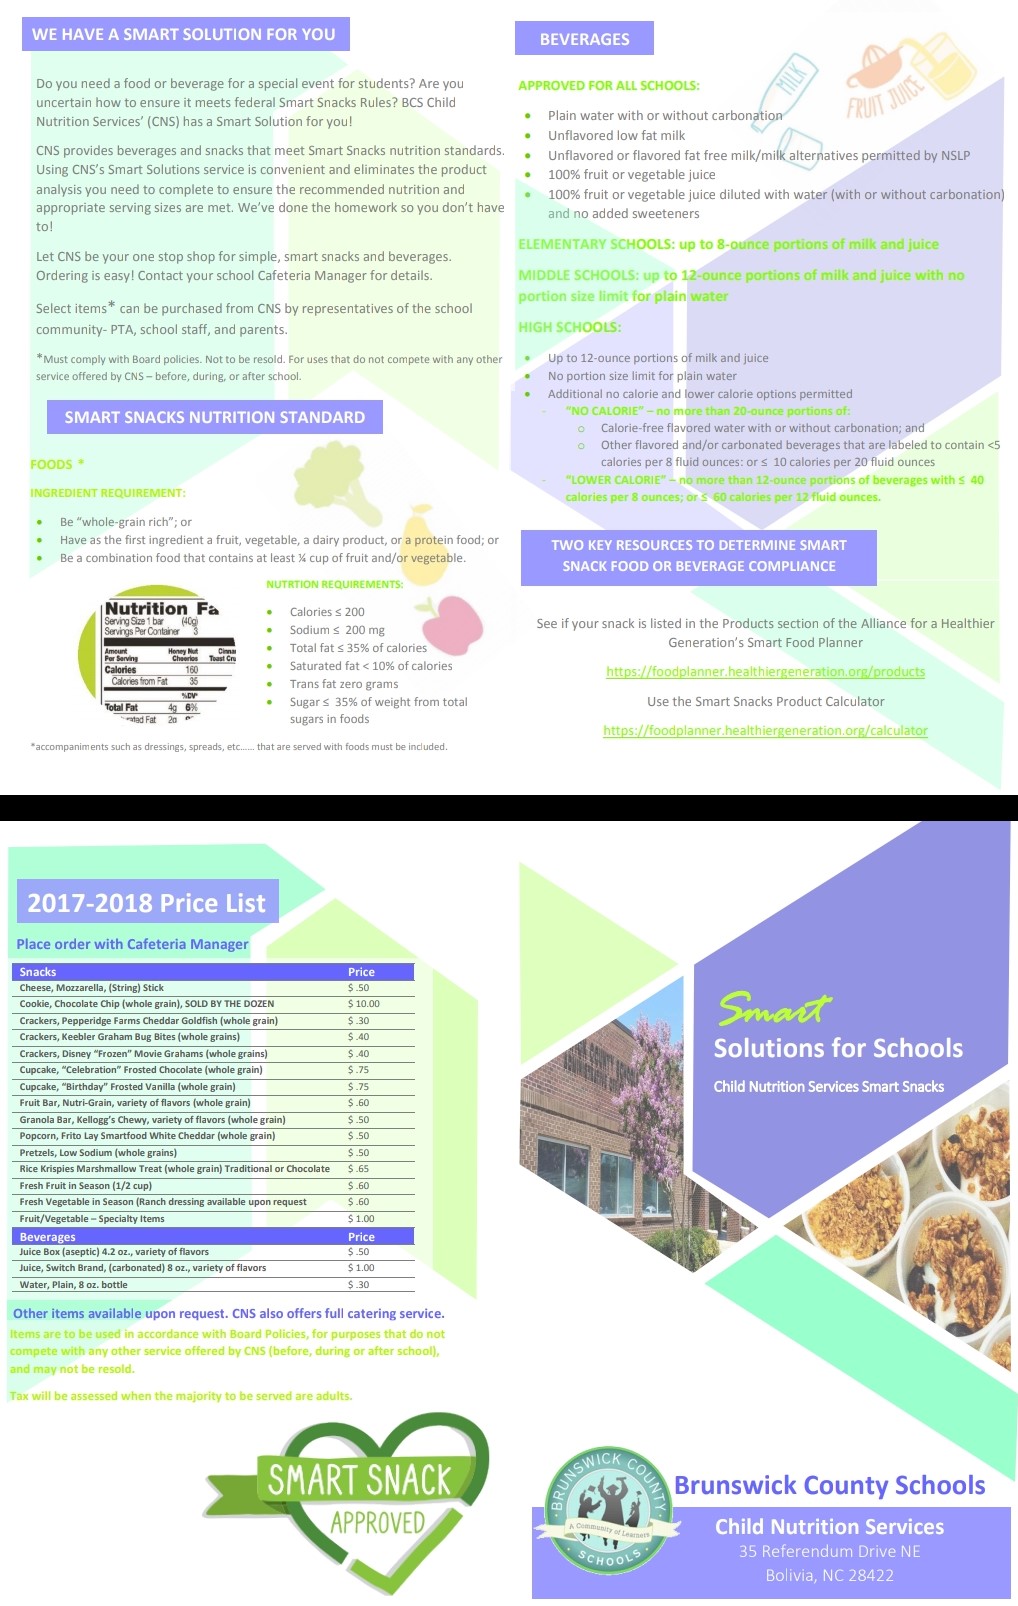 WE HAVE A SMART SOLUTION FOR YOU
Do you need a food or beverage for a special event for students? Are you
uncertain how to ensure it meets federal Smart Snacks Rules? BCS Child
Nutrition Services’ (CNS) has a Smart Solution for you!
CNS provides beverages and snacks that meet Smart Snacks nutrition standards.
Using CNS’s Smart Solutions service is convenient and eliminates the product
analysis you need to complete to ensure the recommended nutrition and
appropriate serving sizes are met. We’ve done the homework so you don’t have
to!
Let CNS be your one stop shop for simple, smart snacks and beverages.
Ordering is easy! Contact your school Cafeteria Manager for details.
Select items* can be purchased from CNS by representatives of the school
community- PTA, school staff, and parents.
*Must comply with Board policies. Not to be resold. For uses that do not compete with any other
service offered by CNS – before, during, or after school.
SMART SNACKS NUTRITION STANDARD
FOODS *
INGREDIENT REQUIREMENT:
• Be “whole-grain rich”; or
• Have as the first ingredient a fruit, vegetable, a dairy product, or a protein food; or
• Be a combination food that contains at least ¼ cup of fruit and/or vegetable.
Nutrition Fa
Serving Size 1 bar (40g)
Servings Per Container 3
Amount Per Serving Honey Nut Cheerios Cinna Toast Cru
Calories 160
Calories from Fat 35
%DV*
Total Fat 4g 6%
rated Fat 2g
NUTRTION REQUIREMENTS:
• Calories ≤ 200
• Sodium ≤ 200 mg
• Total fat ≤ 35% of calories
• Saturated fat < 10% of calories
• Trans fat zero grams
• Sugar ≤ 35% of weight from total
sugars in foods
*accompaniments such as dressings, spreads, etc...... that are served with foods must be included.
BEVERAGES
MILK
FRUIT JUICE
APPROVED FOR ALL SCHOOLS:
• Plain water with or without carbonation
• Unflavored low fat milk
• Unflavored or flavored fat free milk/milk alternatives permitted by NSLP
• 100% fruit or vegetable juice
• 100% fruit or vegetable juice diluted with water (with or without carbonation)
and no added sweeteners
ELEMENTARY SCHOOLS: up to 8-ounce portions of milk and juice
MIDDLE SCHOOLS: up to 12-ounce portions of milk and juice with no
portion size limit for plain water
HIGH SCHOOLS:
• Up to 12-ounce portions of milk and juice
• No portion size limit for plain water
• Additional no calorie and lower calorie options permitted
- “NO CALORIE” – no more than 20-ounce portions of:
o Calorie-free flavored water with or without carbonation; and
o Other flavored and/or carbonated beverages that are labeled to contain <5
calories per 8 fluid ounces: or ≤ 10 calories per 20 fluid ounces
- “LOWER CALORIE” – no more than 12-ounce portions of beverages with ≤ 40
calories per 8 ounces; or ≤ 60 calories per 12 fluid ounces.
TWO KEY RESOURCES TO DETERMINE SMART
SNACK FOOD OR BEVERAGE COMPLIANCE
See if your snack is listed in the Products section of the Alliance for a Healthier
Generation’s Smart Food Planner
https://foodplanner.healthiergeneration.org/products
Use the Smart Snacks Product Calculator
https://foodplanner.healthiergeneration.org/calculator
2017-2018 Price List
Place order with Cafeteria Manager
Snacks Price
Cheese, Mozzarella, (String) Stick $ .50
Cookie, Chocolate Chip (whole grain), SOLD BY THE DOZEN $ 10.00
Crackers, Pepperidge Farms Cheddar Goldfish (whole grain) $ .30
Crackers, Keebler Graham Bug Bites (whole grains) $ .40
Crackers, Disney “Frozen” Movie Grahams (whole grains) $ .40
Cupcake, “Celebration” Frosted Chocolate (whole grain) $ .75
Cupcake, “Birthday” Frosted Vanilla (whole grain) $ .75
Fruit Bar, Nutri-Grain, variety of flavors (whole grain) $ .60
Granola Bar, Kellogg’s Chewy, variety of flavors (whole grains) $ .50
Popcorn, Frito Lay Smartfood White Cheddar (whole grain) $ .50
Pretzels, Low Sodium (whole grains) $ .50
Rice Krispies Marshmallow Treat (whole grain) Traditional or Chocolate $ .65
Fresh Fruit in Season (1/2 cup) $ .60
Fresh Vegetable in Season (Ranch dressing available upon request $ .60
Fruit/Vegetable – Specialty Items $ 1.00
Beverages Price
Juice Box (aseptic) 4.2 oz., variety of flavors $ .50
Juice, Switch Brand, (carbonated) 8 oz., variety of flavors $ 1.00
Water, Plain, 8 oz. bottle $ .30
Other items available upon request. CNS also offers full catering service.
Items are to be used in accordance with Board Policies, for purposes that do not
compete with any other service offered by CNS (before, during or after school),
and may not be resold.
Tax will be assessed when the majority to be served are adults.
SMART SNACK
APPROVED
Smart
Solutions for Schools
Child Nutrition Services Smart Snacks
BRUNSWICK COUNTY
A Community of Learners
SCHOOLS
Brunswick County Schools
Child Nutrition Services
35 Referendum Drive NE
Bolivia, NC 28422